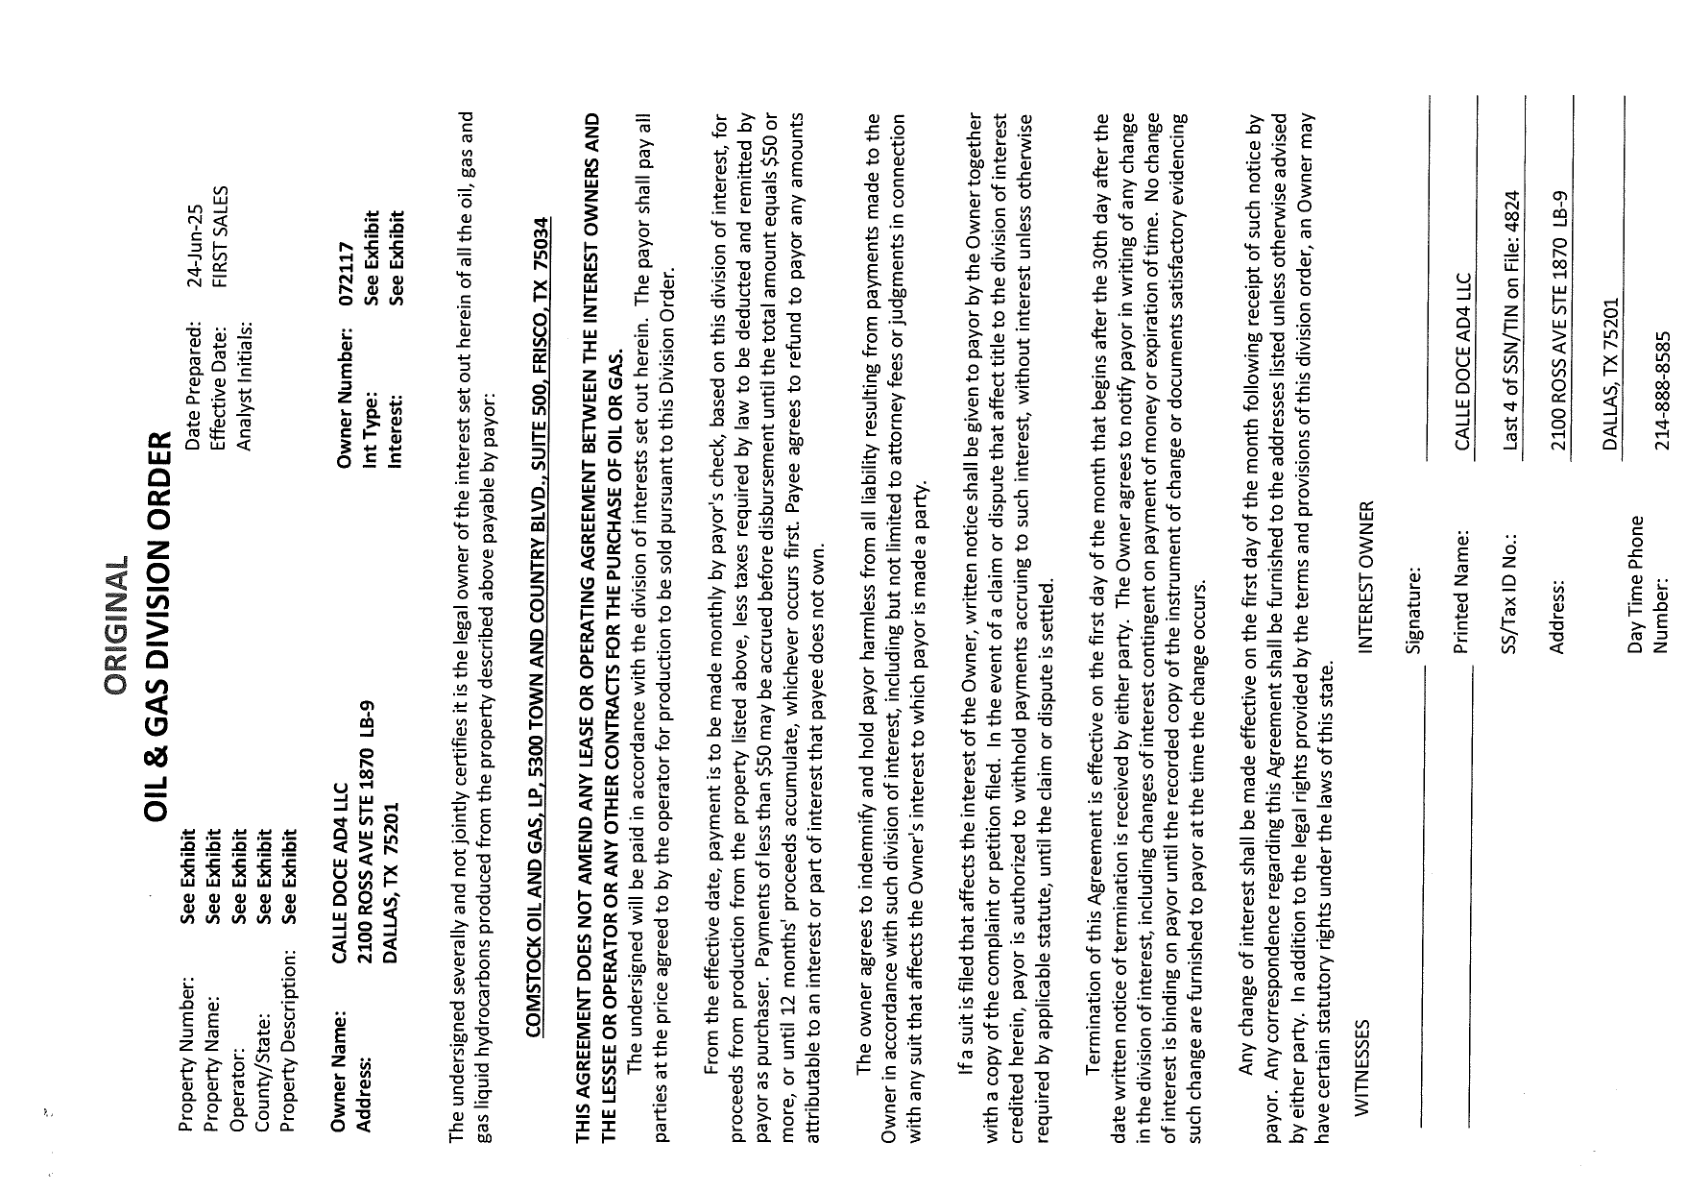 ORIGINAL
OIL & GAS DIVISION ORDER
Property Number: See Exhibit Date Prepared: 24-Jun-25
Property Name: See Exhibit Effective Date: FIRST SALES
Operator: See Exhibit Analyst Initials:
County/State: See Exhibit
Property Description: See Exhibit
Owner Name: CALLE DOCE AD4 LLC Owner Number: 072117
Address: 2100 ROSS AVE STE 1870 LB-9 Int Type: See Exhibit
DALLAS, TX 75201 Interest: See Exhibit
The undersigned severally and not jointly certifies it is the legal owner of the interest set out herein of all the oil, gas and
gas liquid hydrocarbons produced from the property described above payable by payor:
COMSTOCK OIL AND GAS, LP, 5300 TOWN AND COUNTRY BLVD., SUITE 500, FRISCO, TX 75034
THIS AGREEMENT DOES NOT AMEND ANY LEASE OR OPERATING AGREEMENT BETWEEN THE INTEREST OWNERS AND
THE LESSEE OR OPERATOR OR ANY OTHER CONTRACTS FOR THE PURCHASE OF OIL OR GAS.
The undersigned will be paid in accordance with the division of interests set out herein. The payor shall pay all
parties at the price agreed to by the operator for production to be sold pursuant to this Division Order.
From the effective date, payment is to be made monthly by payor's check, based on this division of interest, for
proceeds from production from the property listed above, less taxes required by law to be deducted and remitted by
payor as purchaser. Payments of less than $50 may be accrued before disbursement until the total amount equals $50 or
more, or until 12 months' proceeds accumulate, whichever occurs first. Payee agrees to refund to payor any amounts
attributable to an interest or part of interest that payee does not own.
The owner agrees to indemnify and hold payor harmless from all liability resulting from payments made to the
Owner in accordance with such division of interest, including but not limited to attorney fees or judgments in connection
with any suit that affects the Owner's interest to which payor is made a party.
If a suit is filed that affects the interest of the Owner, written notice shall be given to payor by the Owner together
with a copy of the complaint or petition filed. In the event of a claim or dispute that affect title to the division of interest
credited herein, payor is authorized to withhold payments accruing to such interest, without interest unless otherwise
required by applicable statute, until the claim or dispute is settled.
Termination of this Agreement is effective on the first day of the month that begins after the 30th day after the
date written notice of termination is received by either party. The Owner agrees to notify payor in writing of any change
in the division of interest, including changes of interest contingent on payment of money or expiration of time. No change
of interest is binding on payor until the recorded copy of the instrument of change or documents satisfactory evidencing
such change are furnished to payor at the time the change occurs.
Any change of interest shall be made effective on the first day of the month following receipt of such notice by
payor. Any correspondence regarding this Agreement shall be furnished to the addresses listed unless otherwise advised
by either party. In addition to the legal rights provided by the terms and provisions of this division order, an Owner may
have certain statutory rights under the laws of this state.
WITNESSES INTEREST OWNER
Signature:
Printed Name: CALLE DOCE AD4 LLC
SS/Tax ID No.: Last 4 of SSN/TIN on File: 4824
Address: 2100 ROSS AVE STE 1870 LB-9
DALLAS, TX 75201
Day Time Phone
Number: 214-888-8585